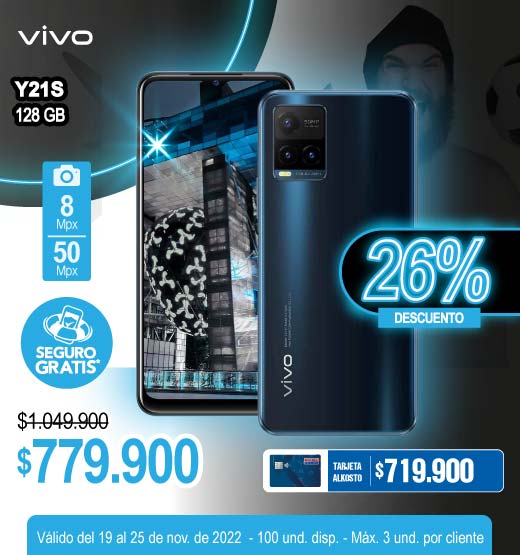 vivo
Y21S
128 GB
8
Mpx
50
Mpx
SEGURO
GRATIS*
26%
DESCUENTO
vivo
$1.049.900
$779.900
TARJETA
ALKOSTO
$719.900
Válido del 19 al 25 de nov. de 2022 - 100 und. disp. - Máx. 3 und. por cliente